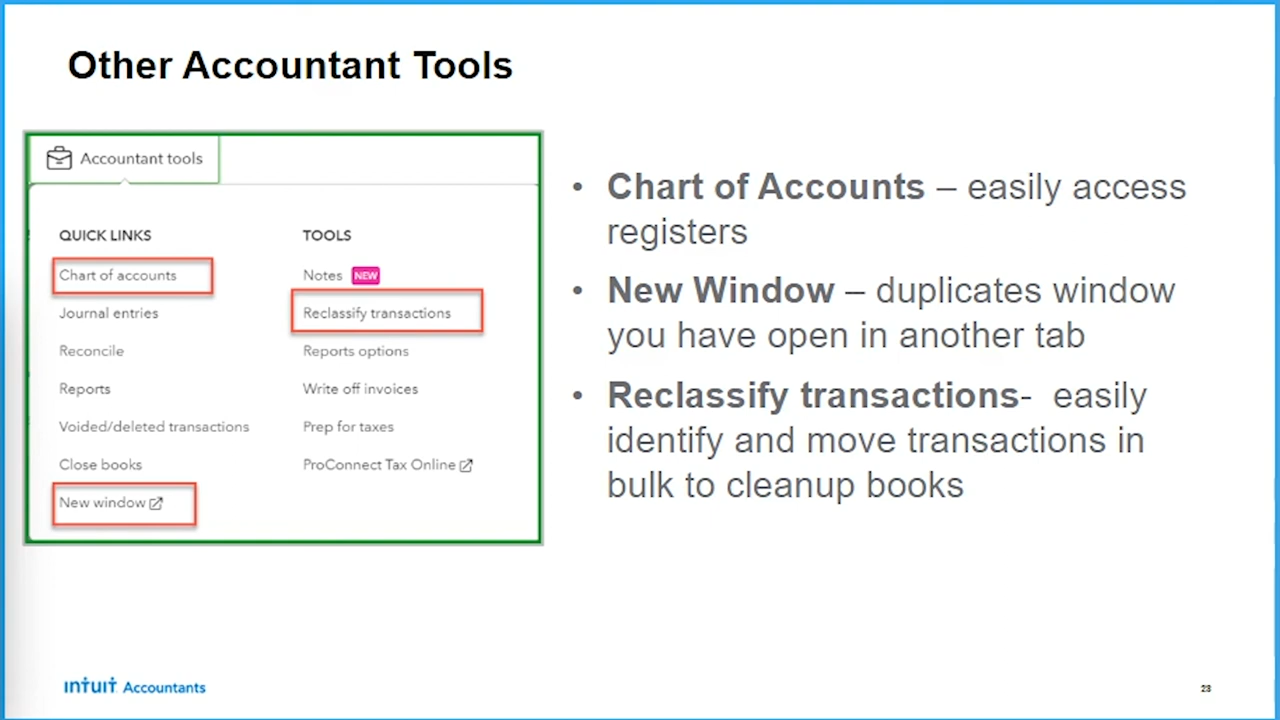 Other Accountant Tools
Accountant tools
QUICK LINKS
Chart of accounts
Journal entries
Reconcile
Reports
Voided/deleted transactions
Close books
New window
TOOLS
Notes NEW
Reclassify transactions
Reports options
Write off invoices
Prep for taxes
ProConnect Tax Online
• Chart of Accounts – easily access
registers
• New Window – duplicates window
you have open in another tab
• Reclassify transactions- easily
identify and move transactions in
bulk to cleanup books
intuit Accountants
23